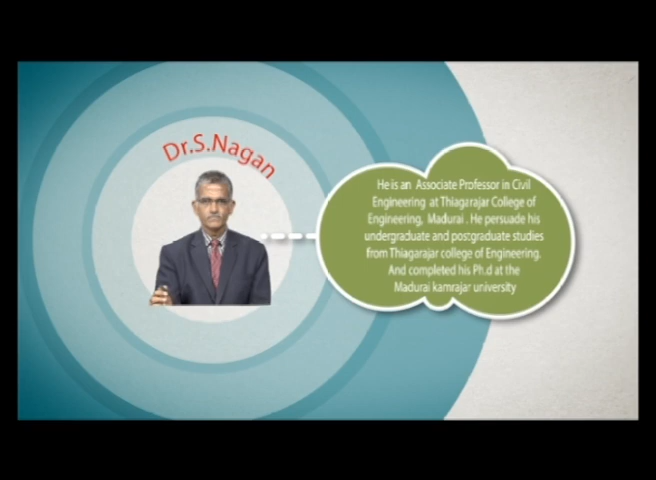 Dr.S.Nagan
He is an Associate Professor in Civil
Engineering at Thiagarajar College of
Engineering, Madurai . He persuade his
undergraduate and postgraduate studies
from Thiagarajar college of Engineering.
And completed his Ph.d at the
Madurai kamrajar university